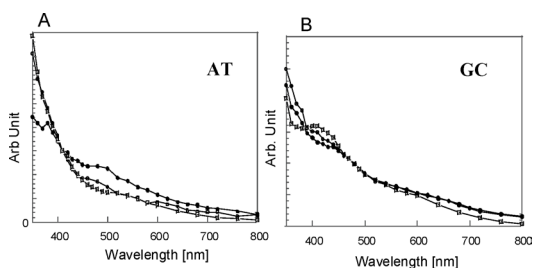 A
AT
Arb Unit
0
400 500 600 700 800
Wavelength [nm]
B
GC
Arb. Unit
400 500 600 700 800
Wavelength [nm]